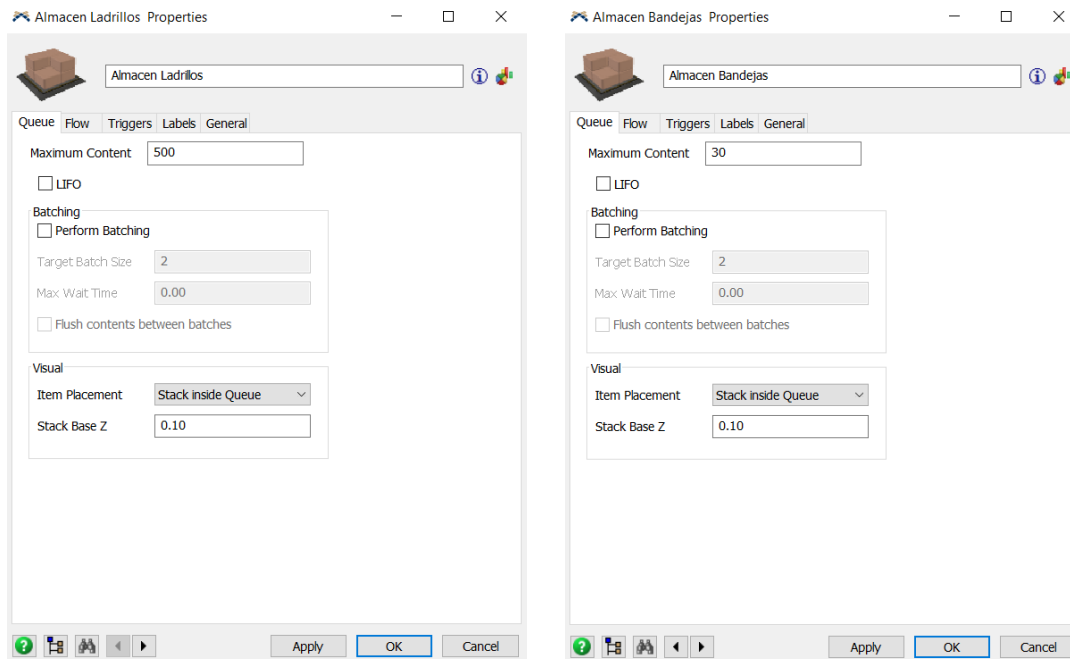 Almacen Ladrillos  Properties
Almacen Ladrillos
Queue Flow Triggers Labels General
Maximum Content 500
LIFO
Batching
Perform Batching
Target Batch Size 2
Max Wait Time 0.00
Flush contents between batches
Visual
Item Placement Stack inside Queue
Stack Base Z 0.10
Apply OK Cancel
Almacen Bandejas  Properties
Almacen Bandejas
Queue Flow Triggers Labels General
Maximum Content 30
LIFO
Batching
Perform Batching
Target Batch Size 2
Max Wait Time 0.00
Flush contents between batches
Visual
Item Placement Stack inside Queue
Stack Base Z 0.10
Apply OK Cancel